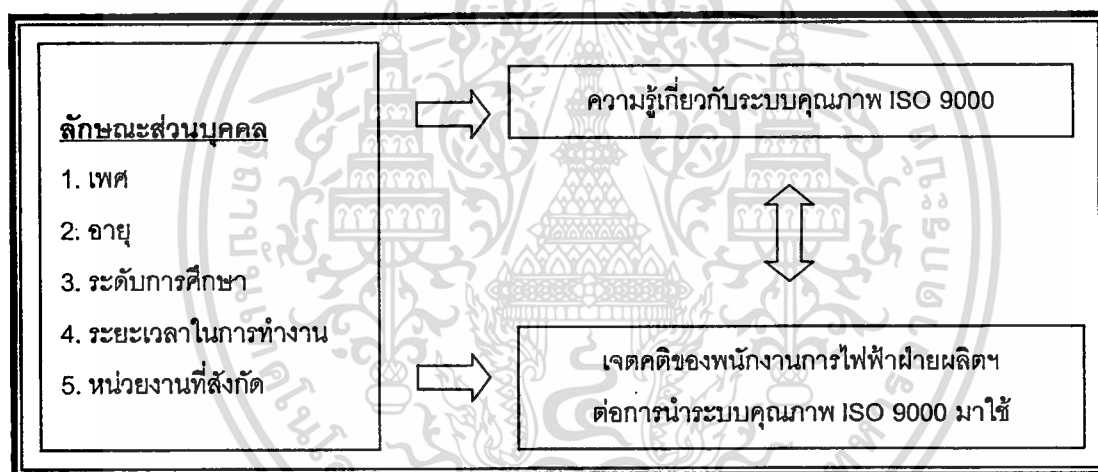 ลักษณะส่วนบุคคล
1. เพศ
2. อายุ
3. ระดับการศึกษา
4. ระยะเวลาในการทำงาน
5. หน่วยงานที่สังกัด
ความรู้เกี่ยวกับระบบคุณภาพ ISO 9000
เจตคติของพนักงานการไฟฟ้าฝ่ายผลิตฯ
ต่อการนำระบบคุณภาพ ISO 9000 มาใช้